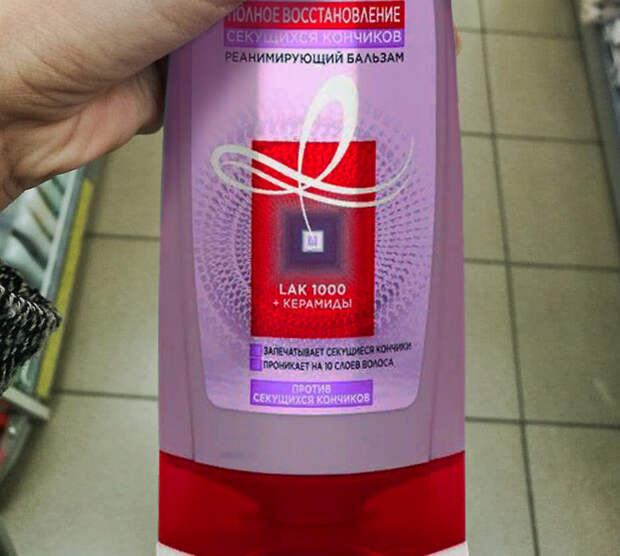 ПОЛНОЕ ВОССТАНОВЛЕНИЕ
СЕКУЩИХСЯ КОНЧИКОВ
РЕАНИМИРУЮЩИЙ БАЛЬЗАМ
LAK 1000
+ КЕРАМИДЫ
ЗАПЕЧАТЫВАЕТ СЕКУЩИЕСЯ КОНЧИКИ
ПРОНИКАЕТ НА 10 СЛОЕВ ВОЛОСА
ПРОТИВ
СЕКУЩИХСЯ КОНЧИКОВ